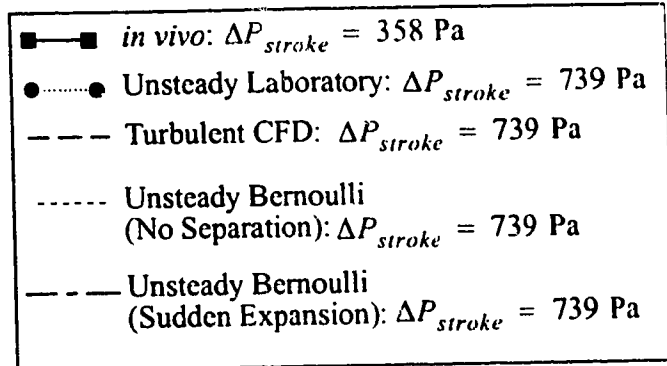 in vivo: ΔP_stroke = 358 Pa
Unsteady Laboratory: ΔP_stroke = 739 Pa
Turbulent CFD: ΔP_stroke = 739 Pa
Unsteady Bernoulli
(No Separation): ΔP_stroke = 739 Pa
Unsteady Bernoulli
(Sudden Expansion): ΔP_stroke = 739 Pa